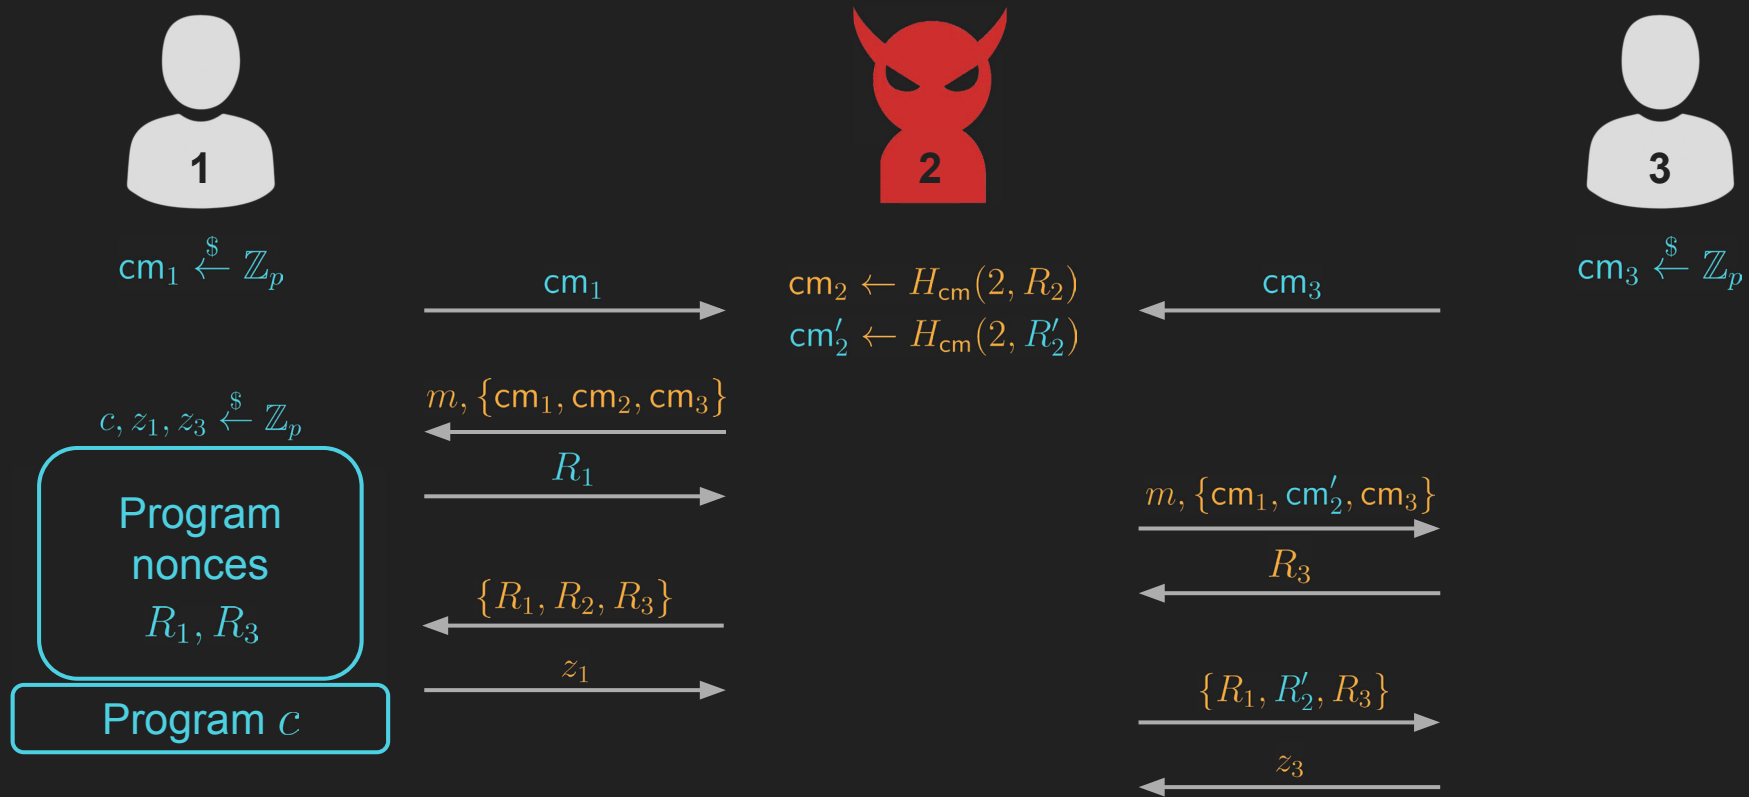 1
2
3
cm₁ ←$ ℤₚ
cm₁
cm₂ ← H_cm(2, R₂)
cm₂′ ← H_cm(2, R₂′)
cm₃
cm₃ ←$ ℤₚ
c, z₁, z₃ ←$ ℤₚ
Program
nonces
R₁, R₃
Program c
m, {cm₁, cm₂, cm₃}
R₁
{R₁, R₂, R₃}
z₁
m, {cm₁, cm₂′, cm₃}
R₃
{R₁, R₂′, R₃}
z₃